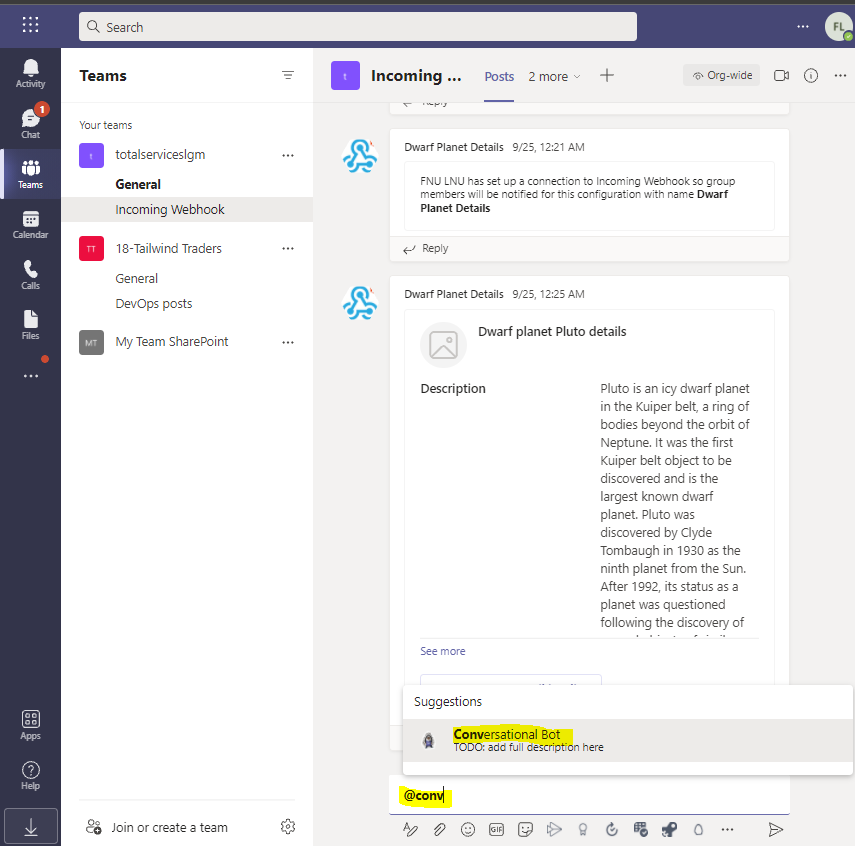 Search
FL
Activity
Chat
1
Teams
Calendar
Calls
Files
Apps
Help
Teams
Your teams
t
totalserviceslgm
General
Incoming Webhook
TT
18-Tailwind Traders
General
DevOps posts
MT
My Team SharePoint
Join or create a team
t
Incoming ...
Posts
2 more
Org-wide
Reply
Dwarf Planet Details 9/25, 12:21 AM
FNU LNU has set up a connection to Incoming Webhook so group
members will be notified for this configuration with name Dwarf
Planet Details
Reply
Dwarf Planet Details 9/25, 12:25 AM
Dwarf planet Pluto details
Description
Pluto is an icy dwarf planet
in the Kuiper belt, a ring of
bodies beyond the orbit of
Neptune. It was the first
Kuiper belt object to be
discovered and is the
largest known dwarf
planet. Pluto was
discovered by Clyde
Tombaugh in 1930 as the
ninth planet from the Sun.
After 1992, its status as a
planet was questioned
following the discovery of
See more
Suggestions
Conversational Bot
TODO: add full description here
@conv
GIF